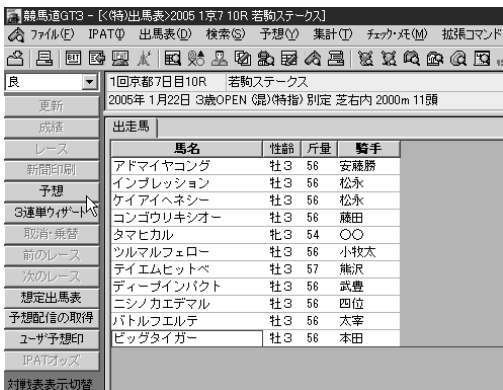 競馬道GT3 - [<(特)出馬表>2005 1京7 10R 若駒ステークス]
ファイル(F) IPAT(I) 出馬表(D) 検索(S) 予想(Y) 集計(T) チェック・メモ(M) 拡張コマンド
良
1回京都7日目10R 若駒ステークス
2005年 1月22日 3歳OPEN (混)(特指) 別定 芝右内 2000m 11頭
更新
成績
レース
新聞印刷
予想
3連単ウィザード
取消・乗替
前のレース
次のレース
想定出馬表
予想配信の取得
ユーザ予想印
IPATオッズ
対戦表表示切替
出走馬
馬名 性齢 斤量 騎手
アドマイヤコング 牡3 56 安藤勝
インプレッション 牡3 56 松永
ケイアイヘネシー 牡3 56 松永
コンゴウリキシオー 牡3 56 藤田
タマヒカル 牝3 54 〇〇
ツルマルフェロー 牡3 56 小牧太
テイエムヒットベ 牡3 57 熊沢
ディープインパクト 牡3 56 武豊
ニシノカエデマル 牡3 56 四位
バトルフエルテ 牡3 56 太宰
ビッグタイガー 牡3 56 本田